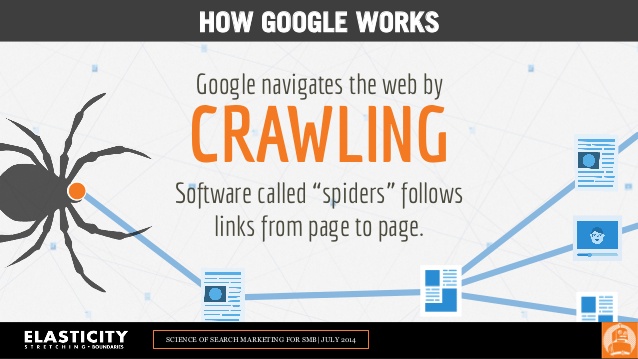 HOW GOOGLE WORKS
Google navigates the web by
CRAWLING
Software called “spiders” follows
links from page to page.
ELASTICITY
STRETCHING • BOUNDARIES
SCIENCE OF SEARCH MARKETING FOR SMB | JULY 2014